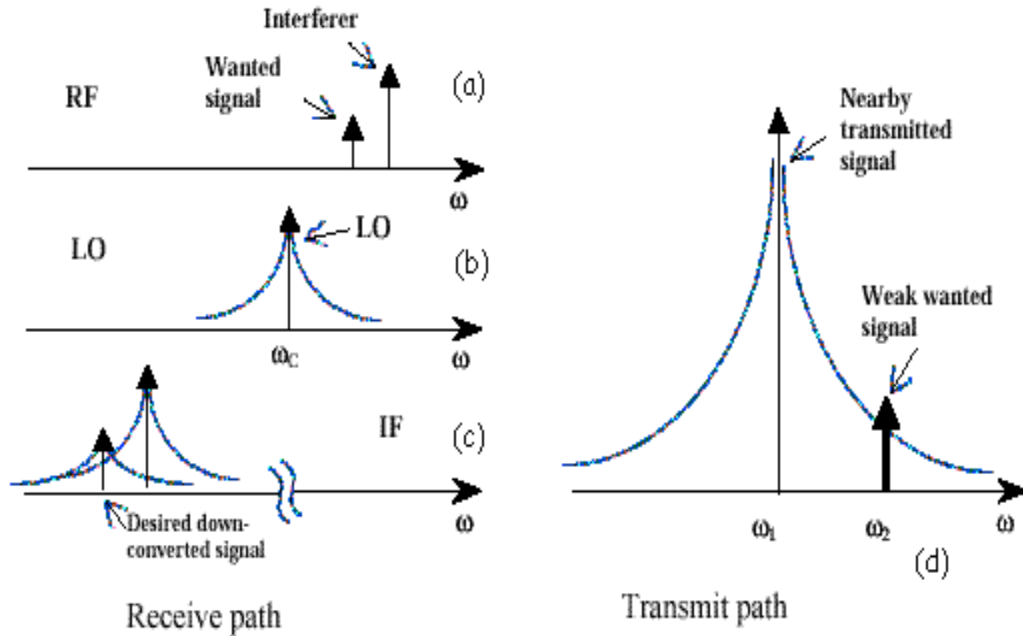 Interferer
Wanted
signal
(a)
RF
ω
LO
LO
(b)
ω_C
ω
IF
(c)
ω
Desired down-
converted signal
Receive path
Nearby
transmitted
signal
Weak wanted
signal
ω₁
ω₂
ω
(d)
Transmit path